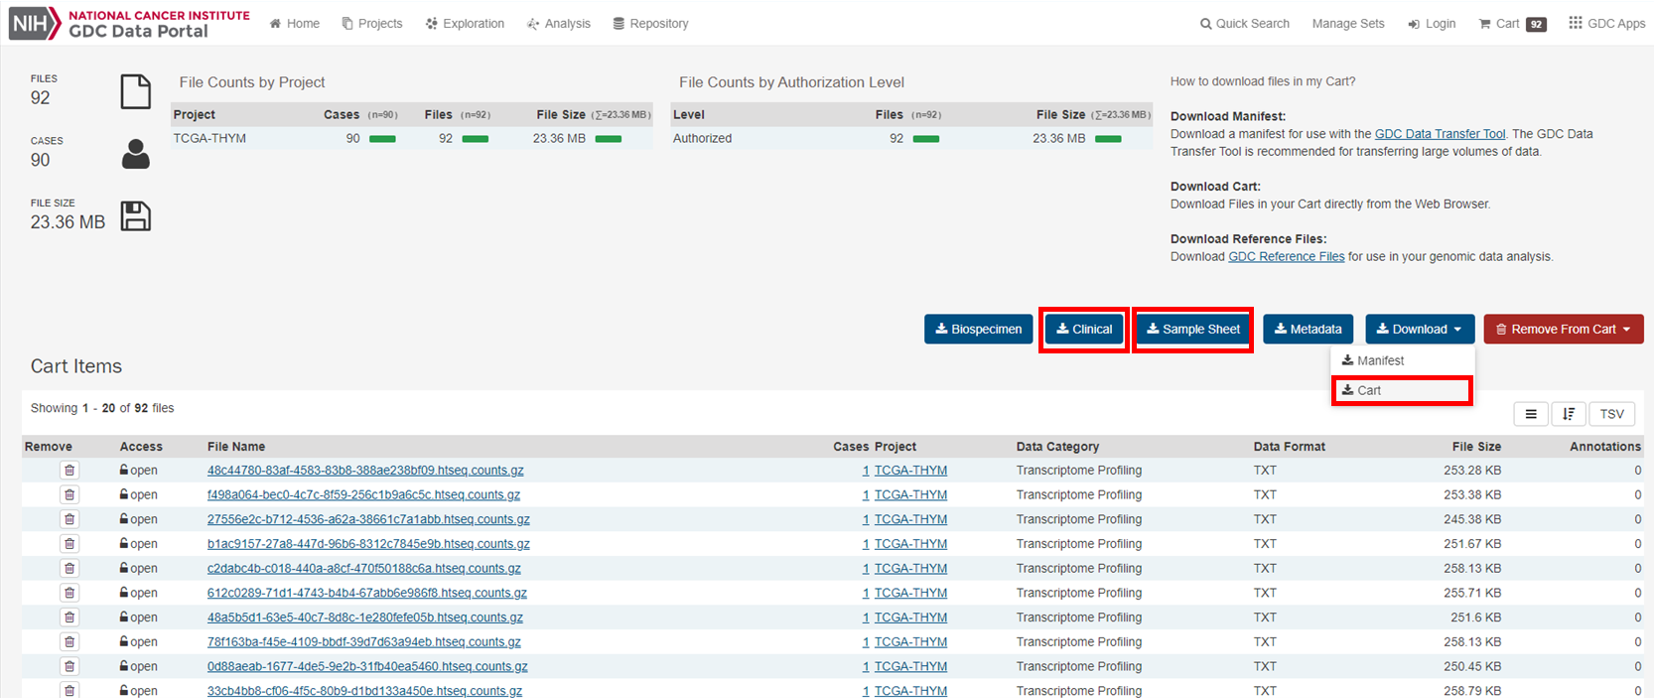 NIH NATIONAL CANCER INSTITUTE
GDC Data Portal
Home Projects Exploration Analysis Repository
Quick Search Manage Sets Login Cart 92 GDC Apps
FILES
92
CASES
90
FILE SIZE
23.36 MB
File Counts by Project
Project Cases (n=90) Files (n=92) File Size (∑=23.36 MB)
TCGA-THYM 90 92 23.36 MB
File Counts by Authorization Level
Level Files (n=92) File Size (∑=23.36 MB)
Authorized 92 23.36 MB
How to download files in my Cart?
Download Manifest:
Download a manifest for use with the GDC Data Transfer Tool. The GDC Data
Transfer Tool is recommended for transferring large volumes of data.
Download Cart:
Download Files in your Cart directly from the Web Browser.
Download Reference Files:
Download GDC Reference Files for use in your genomic data analysis.
Biospecimen Clinical Sample Sheet Metadata Download Remove From Cart
Manifest
Cart
Cart Items
Showing 1 - 20 of 92 files
TSV
Remove Access File Name Cases Project Data Category Data Format File Size Annotations
open 48c44780-83af-4583-83b8-388ae238bf09.htseq.counts.gz 1 TCGA-THYM Transcriptome Profiling TXT 253.28 KB 0
open f498a064-bec0-4c7c-8f59-256c1b9a6c5c.htseq.counts.gz 1 TCGA-THYM Transcriptome Profiling TXT 253.38 KB 0
open 27556e2c-b712-4536-a62a-38661c7a1abb.htseq.counts.gz 1 TCGA-THYM Transcriptome Profiling TXT 245.38 KB 0
open b1ac9157-27a8-447d-96b6-8312c7845e9b.htseq.counts.gz 1 TCGA-THYM Transcriptome Profiling TXT 251.67 KB 0
open c2dabc4b-c018-440a-a8cf-470f50188c6a.htseq.counts.gz 1 TCGA-THYM Transcriptome Profiling TXT 258.13 KB 0
open 612c0289-71d1-4743-b4b4-67abb6e986f8.htseq.counts.gz 1 TCGA-THYM Transcriptome Profiling TXT 255.71 KB 0
open 48a5b5d1-63e5-40c7-8d8c-1e280fefe05b.htseq.counts.gz 1 TCGA-THYM Transcriptome Profiling TXT 251.6 KB 0
open 78f163ba-f45e-4109-bbdf-39d7d63a94eb.htseq.counts.gz 1 TCGA-THYM Transcriptome Profiling TXT 258.13 KB 0
open 0d88aeab-1677-4de5-9e2b-31fb40ea5460.htseq.counts.gz 1 TCGA-THYM Transcriptome Profiling TXT 250.45 KB 0
open 33cb4bb8-cf06-4f5c-80b9-d1bd133a450e.htseq.counts.gz 1 TCGA-THYM Transcriptome Profiling TXT 258.79 KB 0